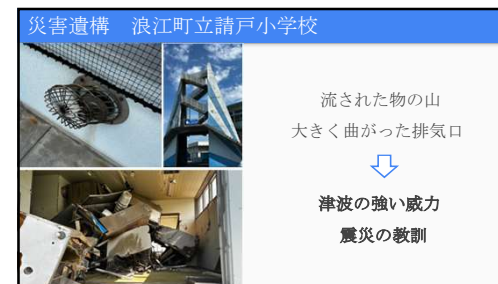 災害遺構　浪江町立請戸小学校
流された物の山
大きく曲がった排気口
津波の強い威力
震災の教訓